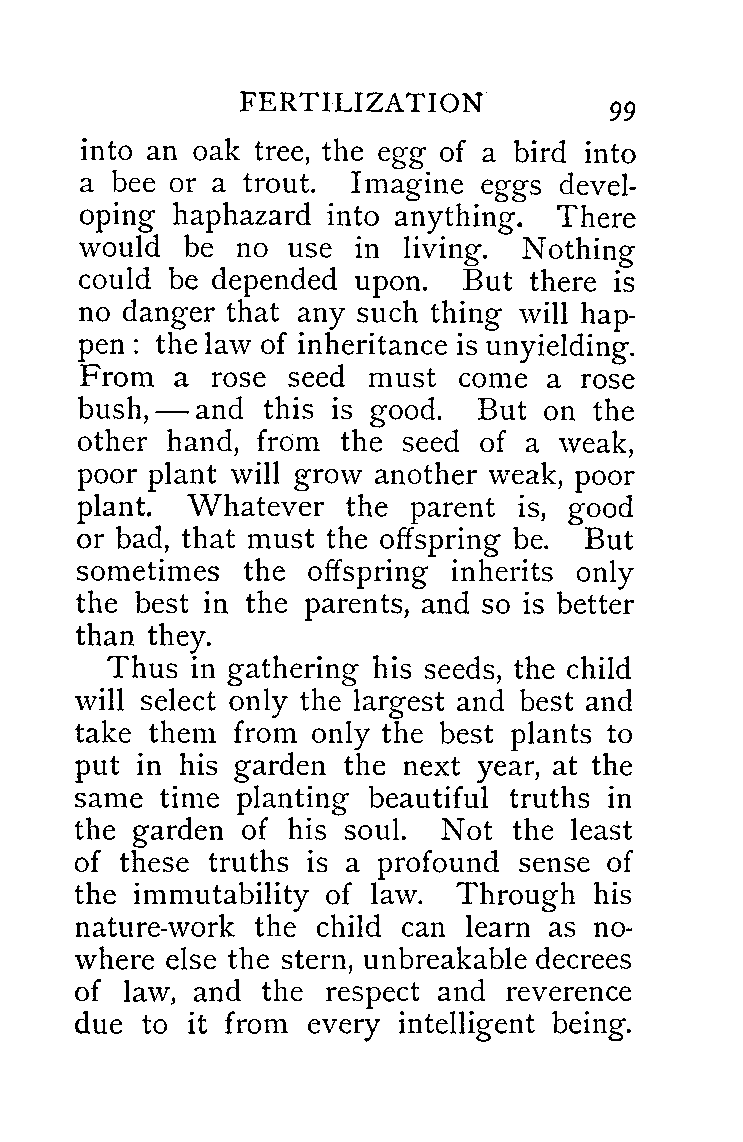 FERTILIZATION 99
into an oak tree, the egg of a bird into
a bee or a trout. Imagine eggs devel-
oping haphazard into anything. There
would be no use in living. Nothing
could be depended upon. But there is
no danger that any such thing will hap-
pen : the law of inheritance is unyielding.
From a rose seed must come a rose
bush, — and this is good. But on the
other hand, from the seed of a weak,
poor plant will grow another weak, poor
plant. Whatever the parent is, good
or bad, that must the offspring be. But
sometimes the offspring inherits only
the best in the parents, and so is better
than they.
Thus in gathering his seeds, the child
will select only the largest and best and
take them from only the best plants to
put in his garden the next year, at the
same time planting beautiful truths in
the garden of his soul. Not the least
of these truths is a profound sense of
the immutability of law. Through his
nature-work the child can learn as no-
where else the stern, unbreakable decrees
of law, and the respect and reverence
due to it from every intelligent being.